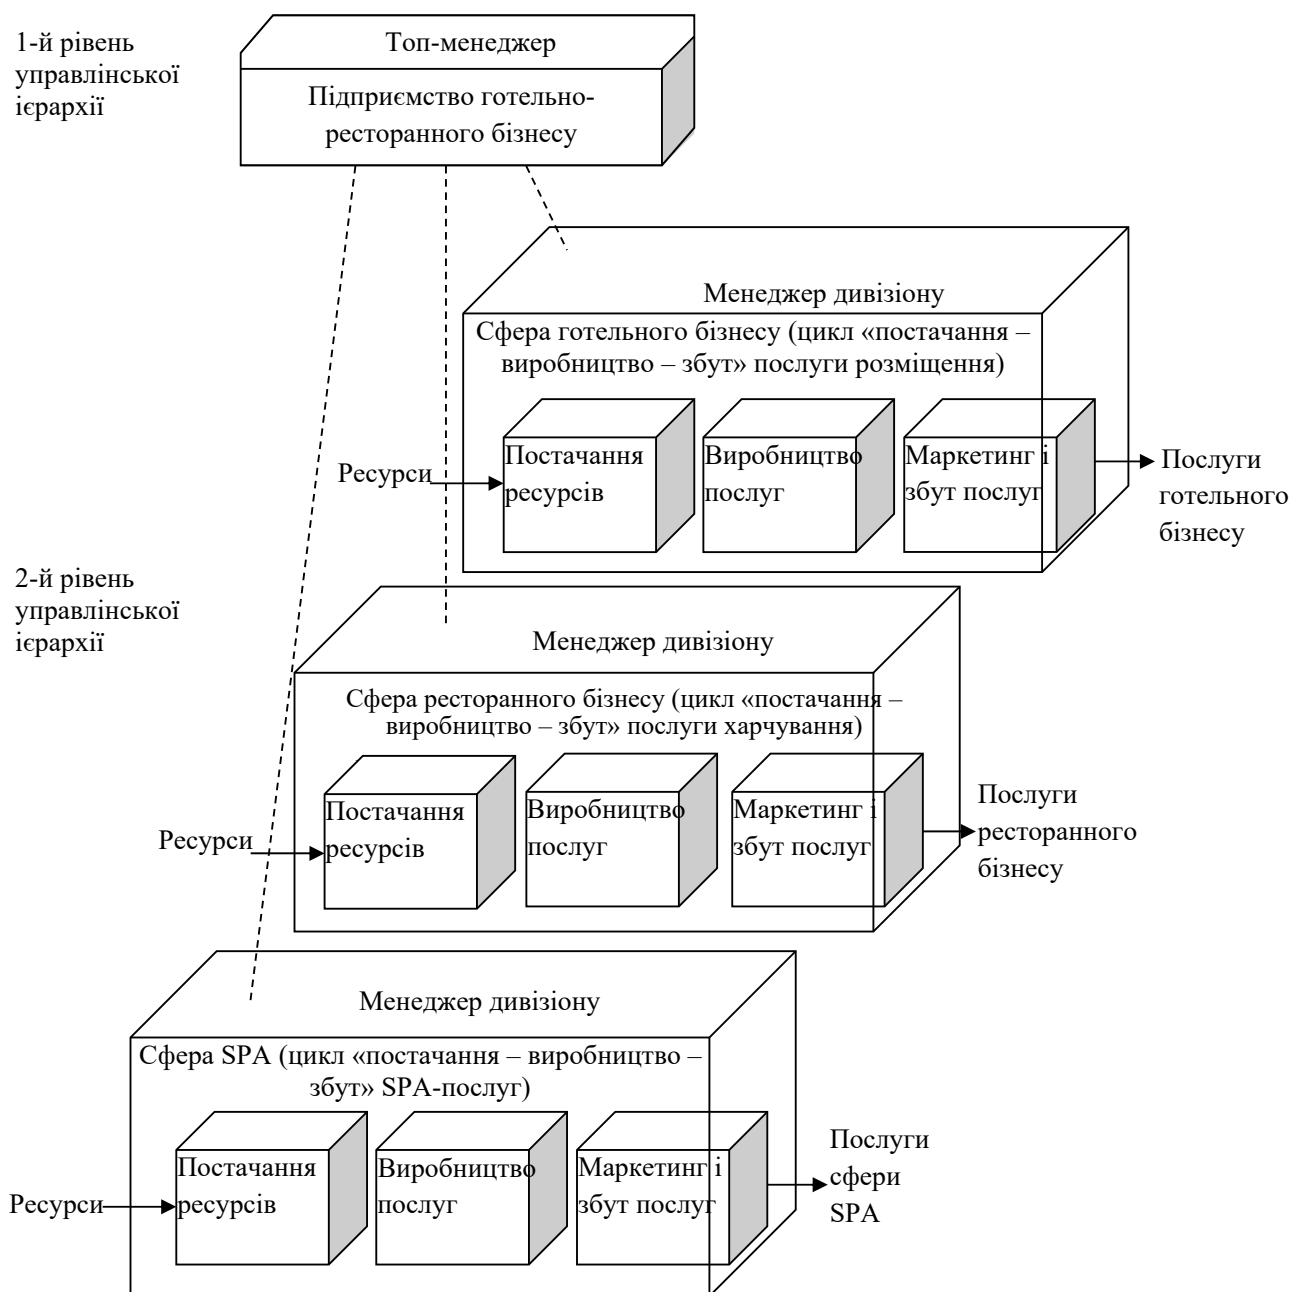 1-й рівень
управлінської
ієрархії
Топ-менеджер
Підприємство готельно-
ресторанного бізнесу
Менеджер дивізіону
Сфера готельного бізнесу (цикл «постачання –
виробництво – збут» послуги розміщення)
Ресурси
Постачання
ресурсів
Виробництво
послуг
Маркетинг і
збут послуг
Послуги
готельного
бізнесу
2-й рівень
управлінської
ієрархії
Менеджер дивізіону
Сфера ресторанного бізнесу (цикл «постачання –
виробництво – збут» послуги харчування)
Ресурси
Постачання
ресурсів
Виробництво
послуг
Маркетинг і
збут послуг
Послуги
ресторанного
бізнесу
Менеджер дивізіону
Сфера SPA (цикл «постачання – виробництво –
збут» SPA-послуг)
Ресурси
Постачання
ресурсів
Виробництво
послуг
Маркетинг і
збут послуг
Послуги
сфери
SPA